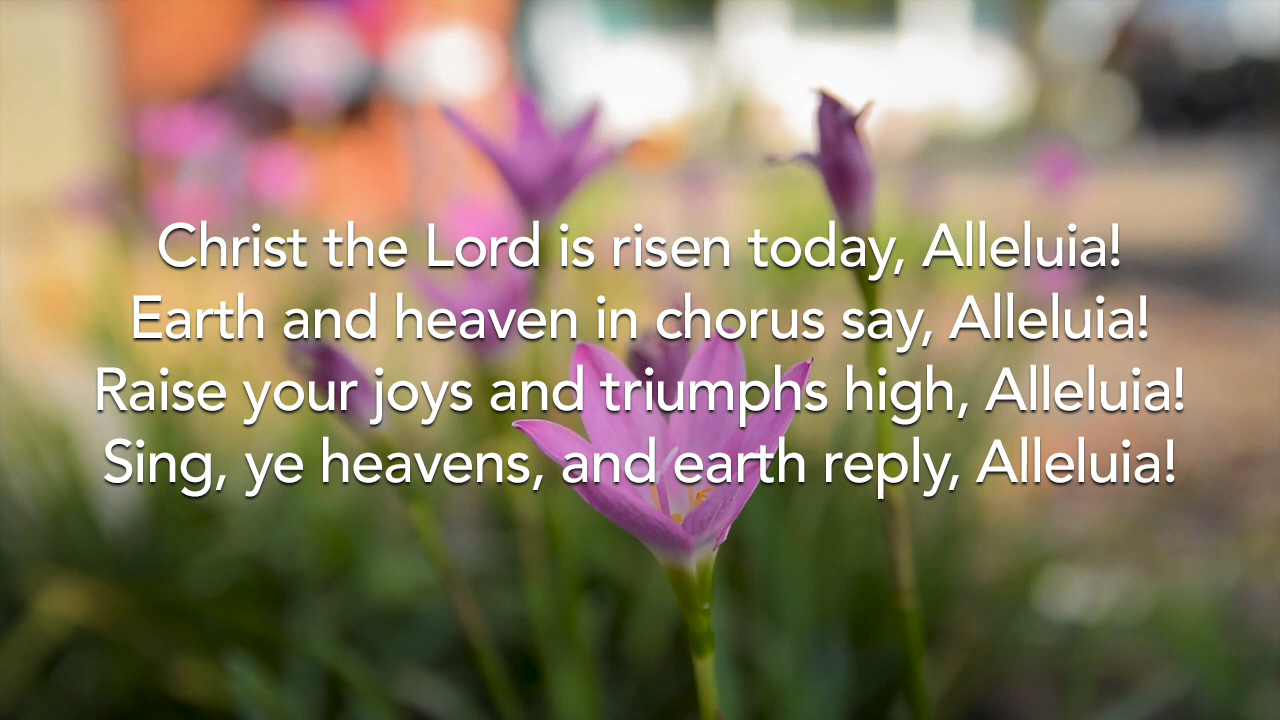 Christ the Lord is risen today, Alleluia!
Earth and heaven in chorus say, Alleluia!
Raise your joys and triumphs high, Alleluia!
Sing, ye heavens, and earth reply, Alleluia!